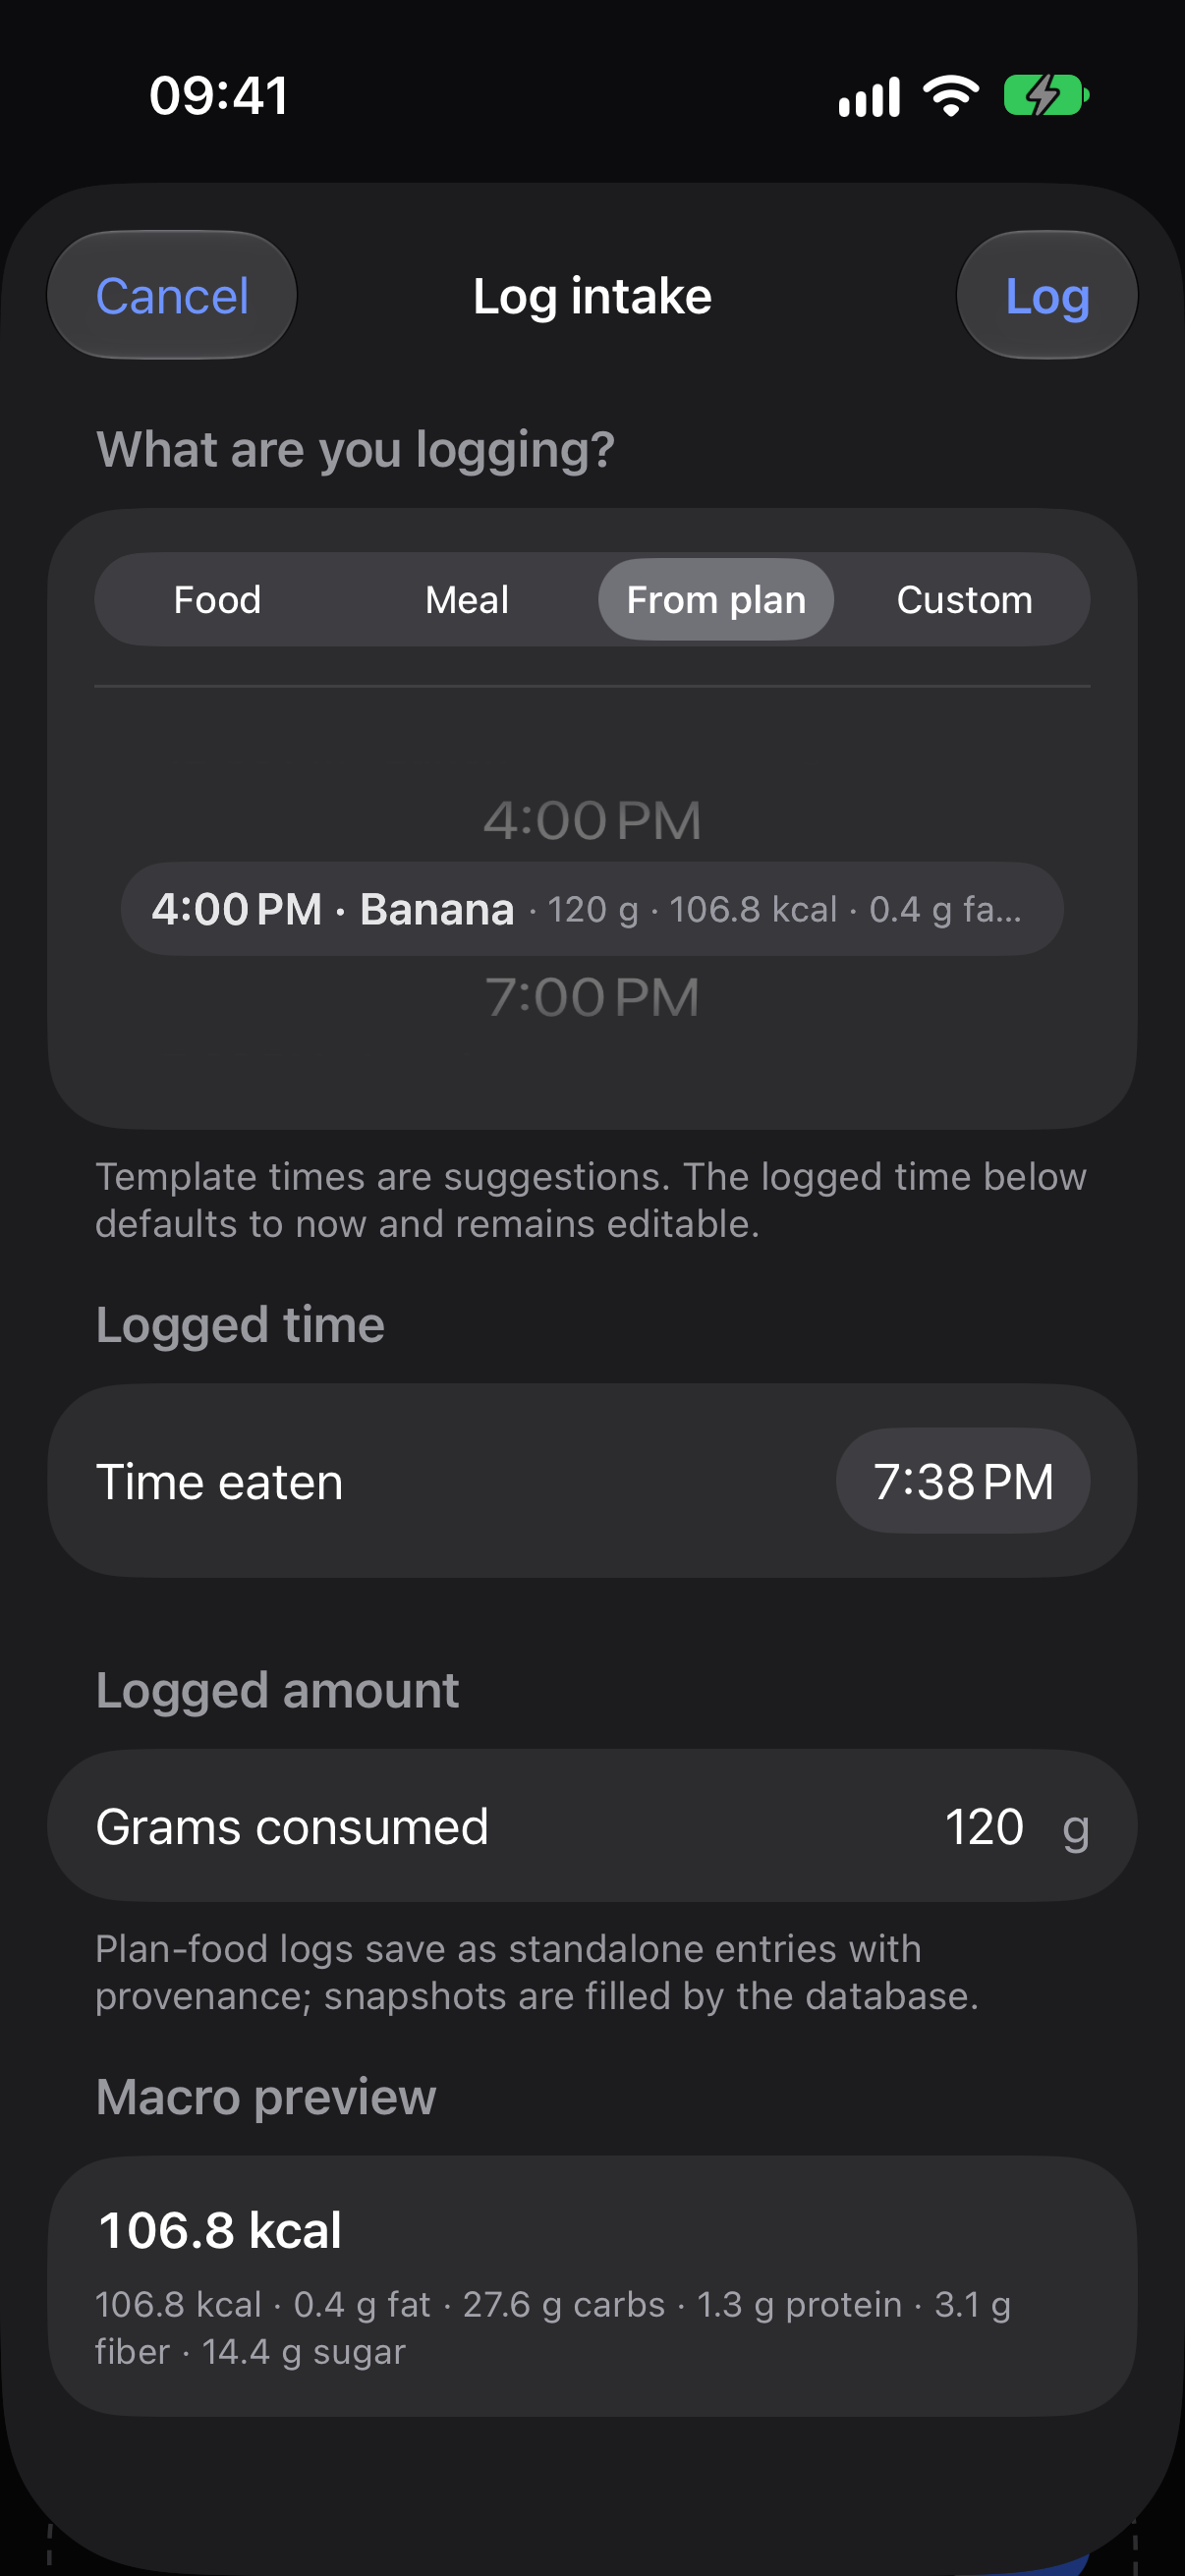 09:41
Cancel
Log intake
Log
What are you logging?
Food
Meal
From plan
Custom
4:00 PM
4:00 PM · Banana · 120 g · 106.8 kcal · 0.4 g fa...
7:00 PM
Template times are suggestions. The logged time below
defaults to now and remains editable.
Logged time
Time eaten
7:38 PM
Logged amount
Grams consumed
120 g
Plan-food logs save as standalone entries with
provenance; snapshots are filled by the database.
Macro preview
106.8 kcal
106.8 kcal · 0.4 g fat · 27.6 g carbs · 1.3 g protein · 3.1 g
fiber · 14.4 g sugar